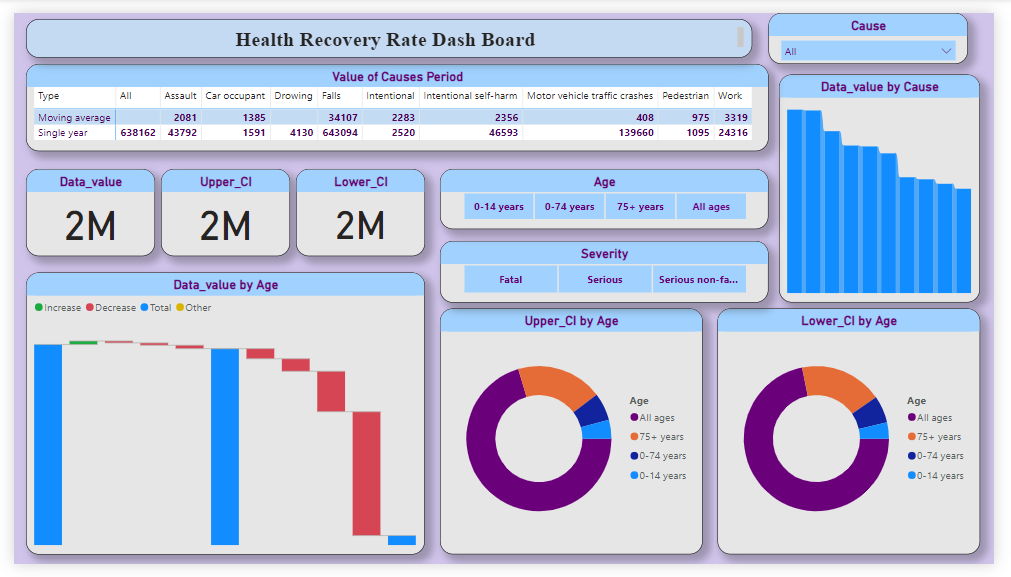 Health Recovery Rate Dash Board
Cause
All
Value of Causes Period
Type All Assault Car occupant Drowing Falls Intentional Intentional self-harm Motor vehicle traffic crashes Pedestrian Work
Moving average 2081 1385 34107 2283 2356 408 975 3319
Single year 638162 43792 1591 4130 643094 2520 46593 139660 1095 24316
Data_value by Cause
Data_value
2M
Upper_CI
2M
Lower_CI
2M
Age
0-14 years 0-74 years 75+ years All ages
Severity
Fatal Serious Serious non-fa...
Data_value by Age
Increase Decrease Total Other
Upper_CI by Age
Age
All ages
75+ years
0-74 years
0-14 years
Lower_CI by Age
Age
All ages
75+ years
0-74 years
0-14 years